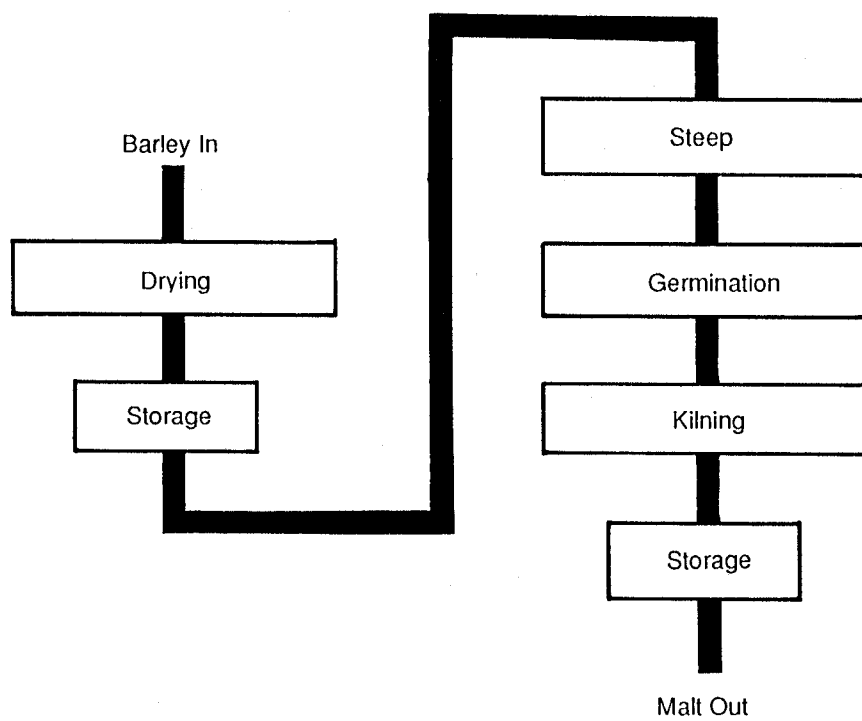 Barley In
Drying
Storage
Steep
Germination
Kilning
Storage
Malt Out